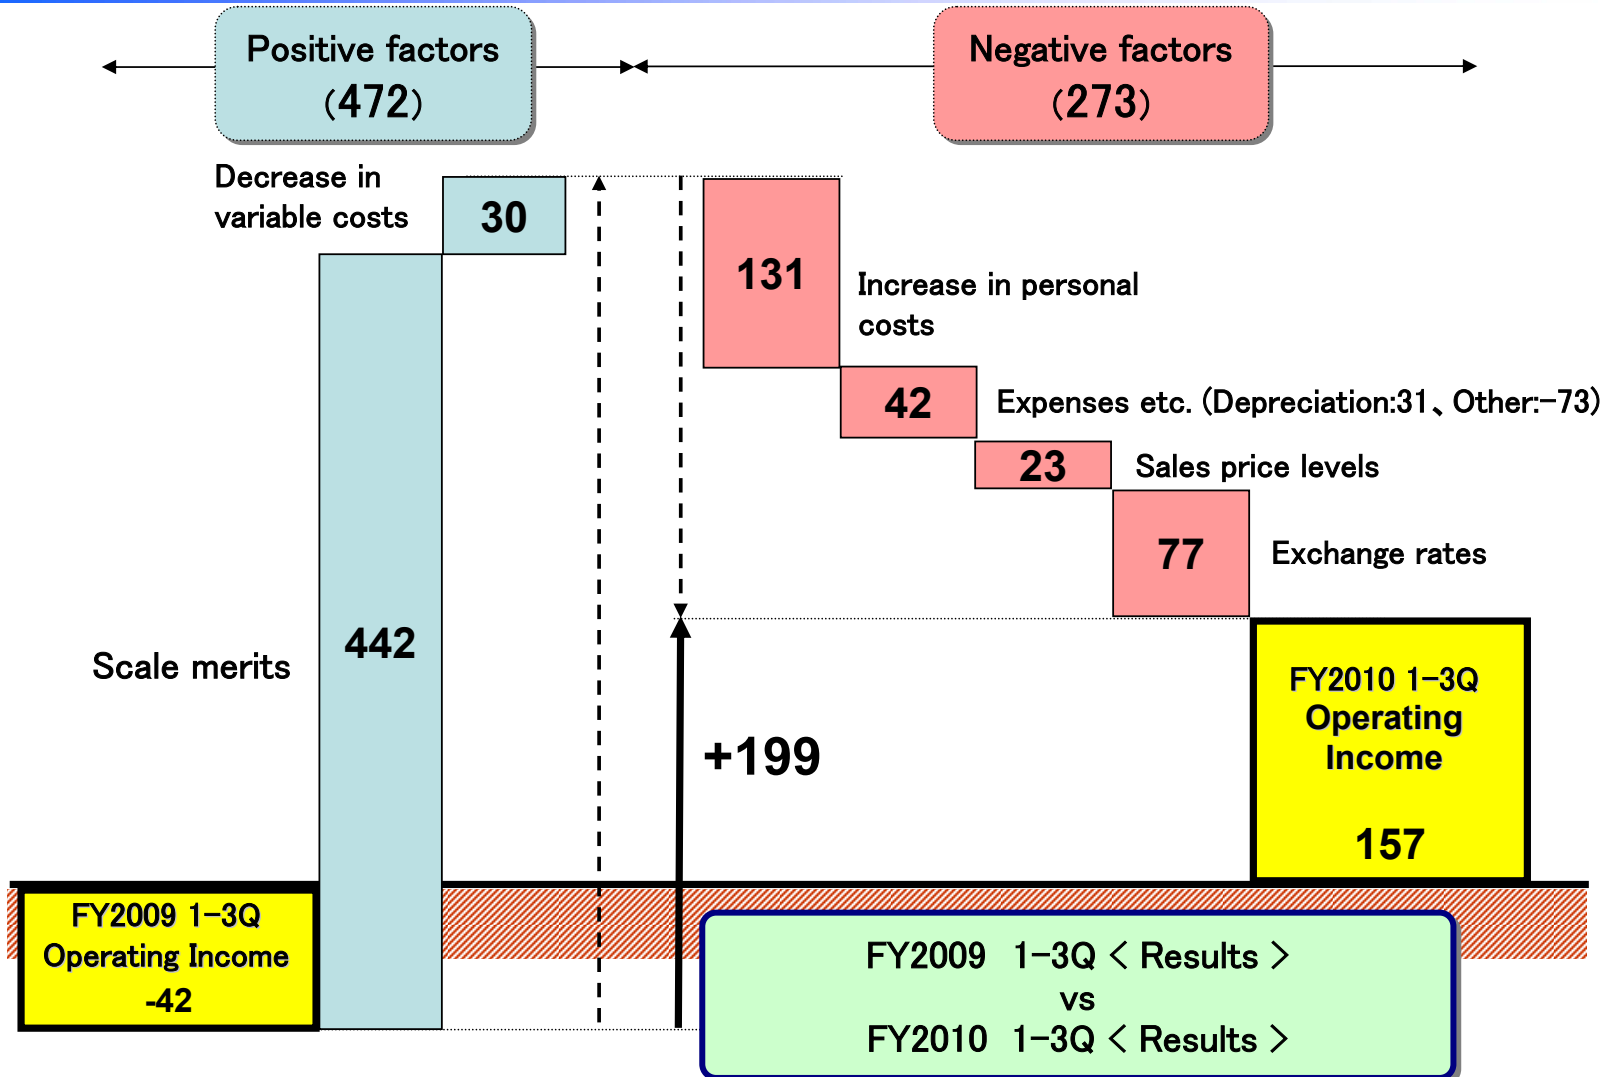 Positive factors
(472)
Negative factors
(273)
Decrease in
variable costs
30
131
Increase in personal
costs
42
Expenses etc. (Depreciation:31、Other:-73)
23
Sales price levels
77
Exchange rates
442
Scale merits
+199
FY2010 1-3Q
Operating
Income
157
FY2009 1-3Q
Operating Income
-42
FY2009 1-3Q < Results >
vs
FY2010 1-3Q < Results >